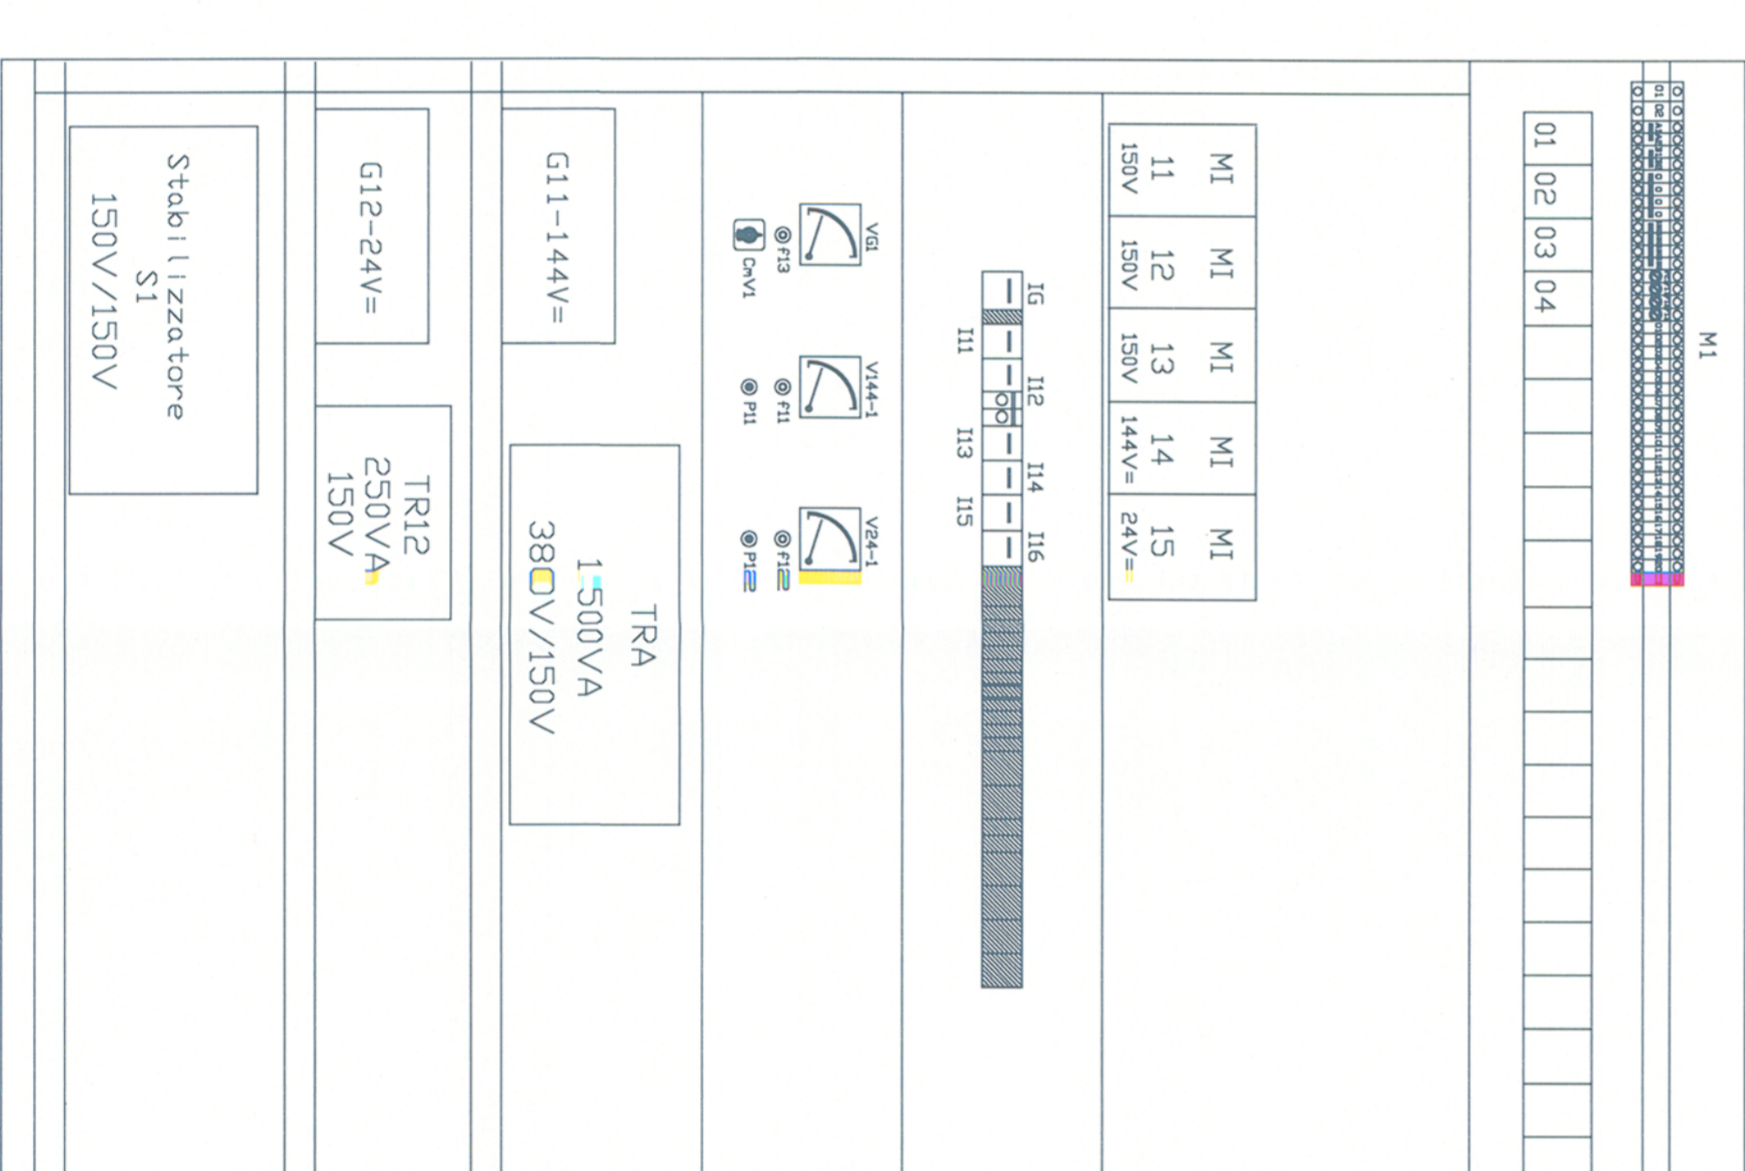 M1
01 02
01 02 03 04
MI MI MI MI MI
11 12 13 14 15
150V 150V 150V 144V= 24V=
IG I12 I14 I16
I11 I13 I15
VG1 V144-1 V24-1
f13 f11 f12
CmV1 P11 P12
G11-144V=
TRA
1500VA
380V/150V
G12-24V=
TR12
250VA
150V
Stabilizzatore
S1
150V/150V